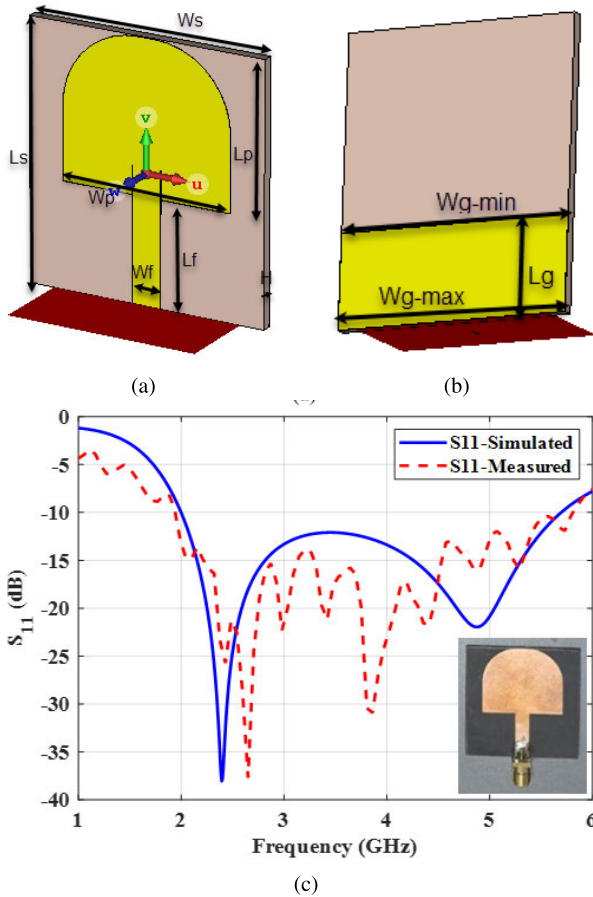 Ws
v
Ls
Lp
u
w
Wp
Lf
Wf
H
Wg-min
Lg
Wg-max
(a)
(b)
0
-5
-10
-15
-20
-25
-30
-35
-40
S11 (dB)
S11-Simulated
S11-Measured
1
2
3
4
5
6
Frequency (GHz)
(c)